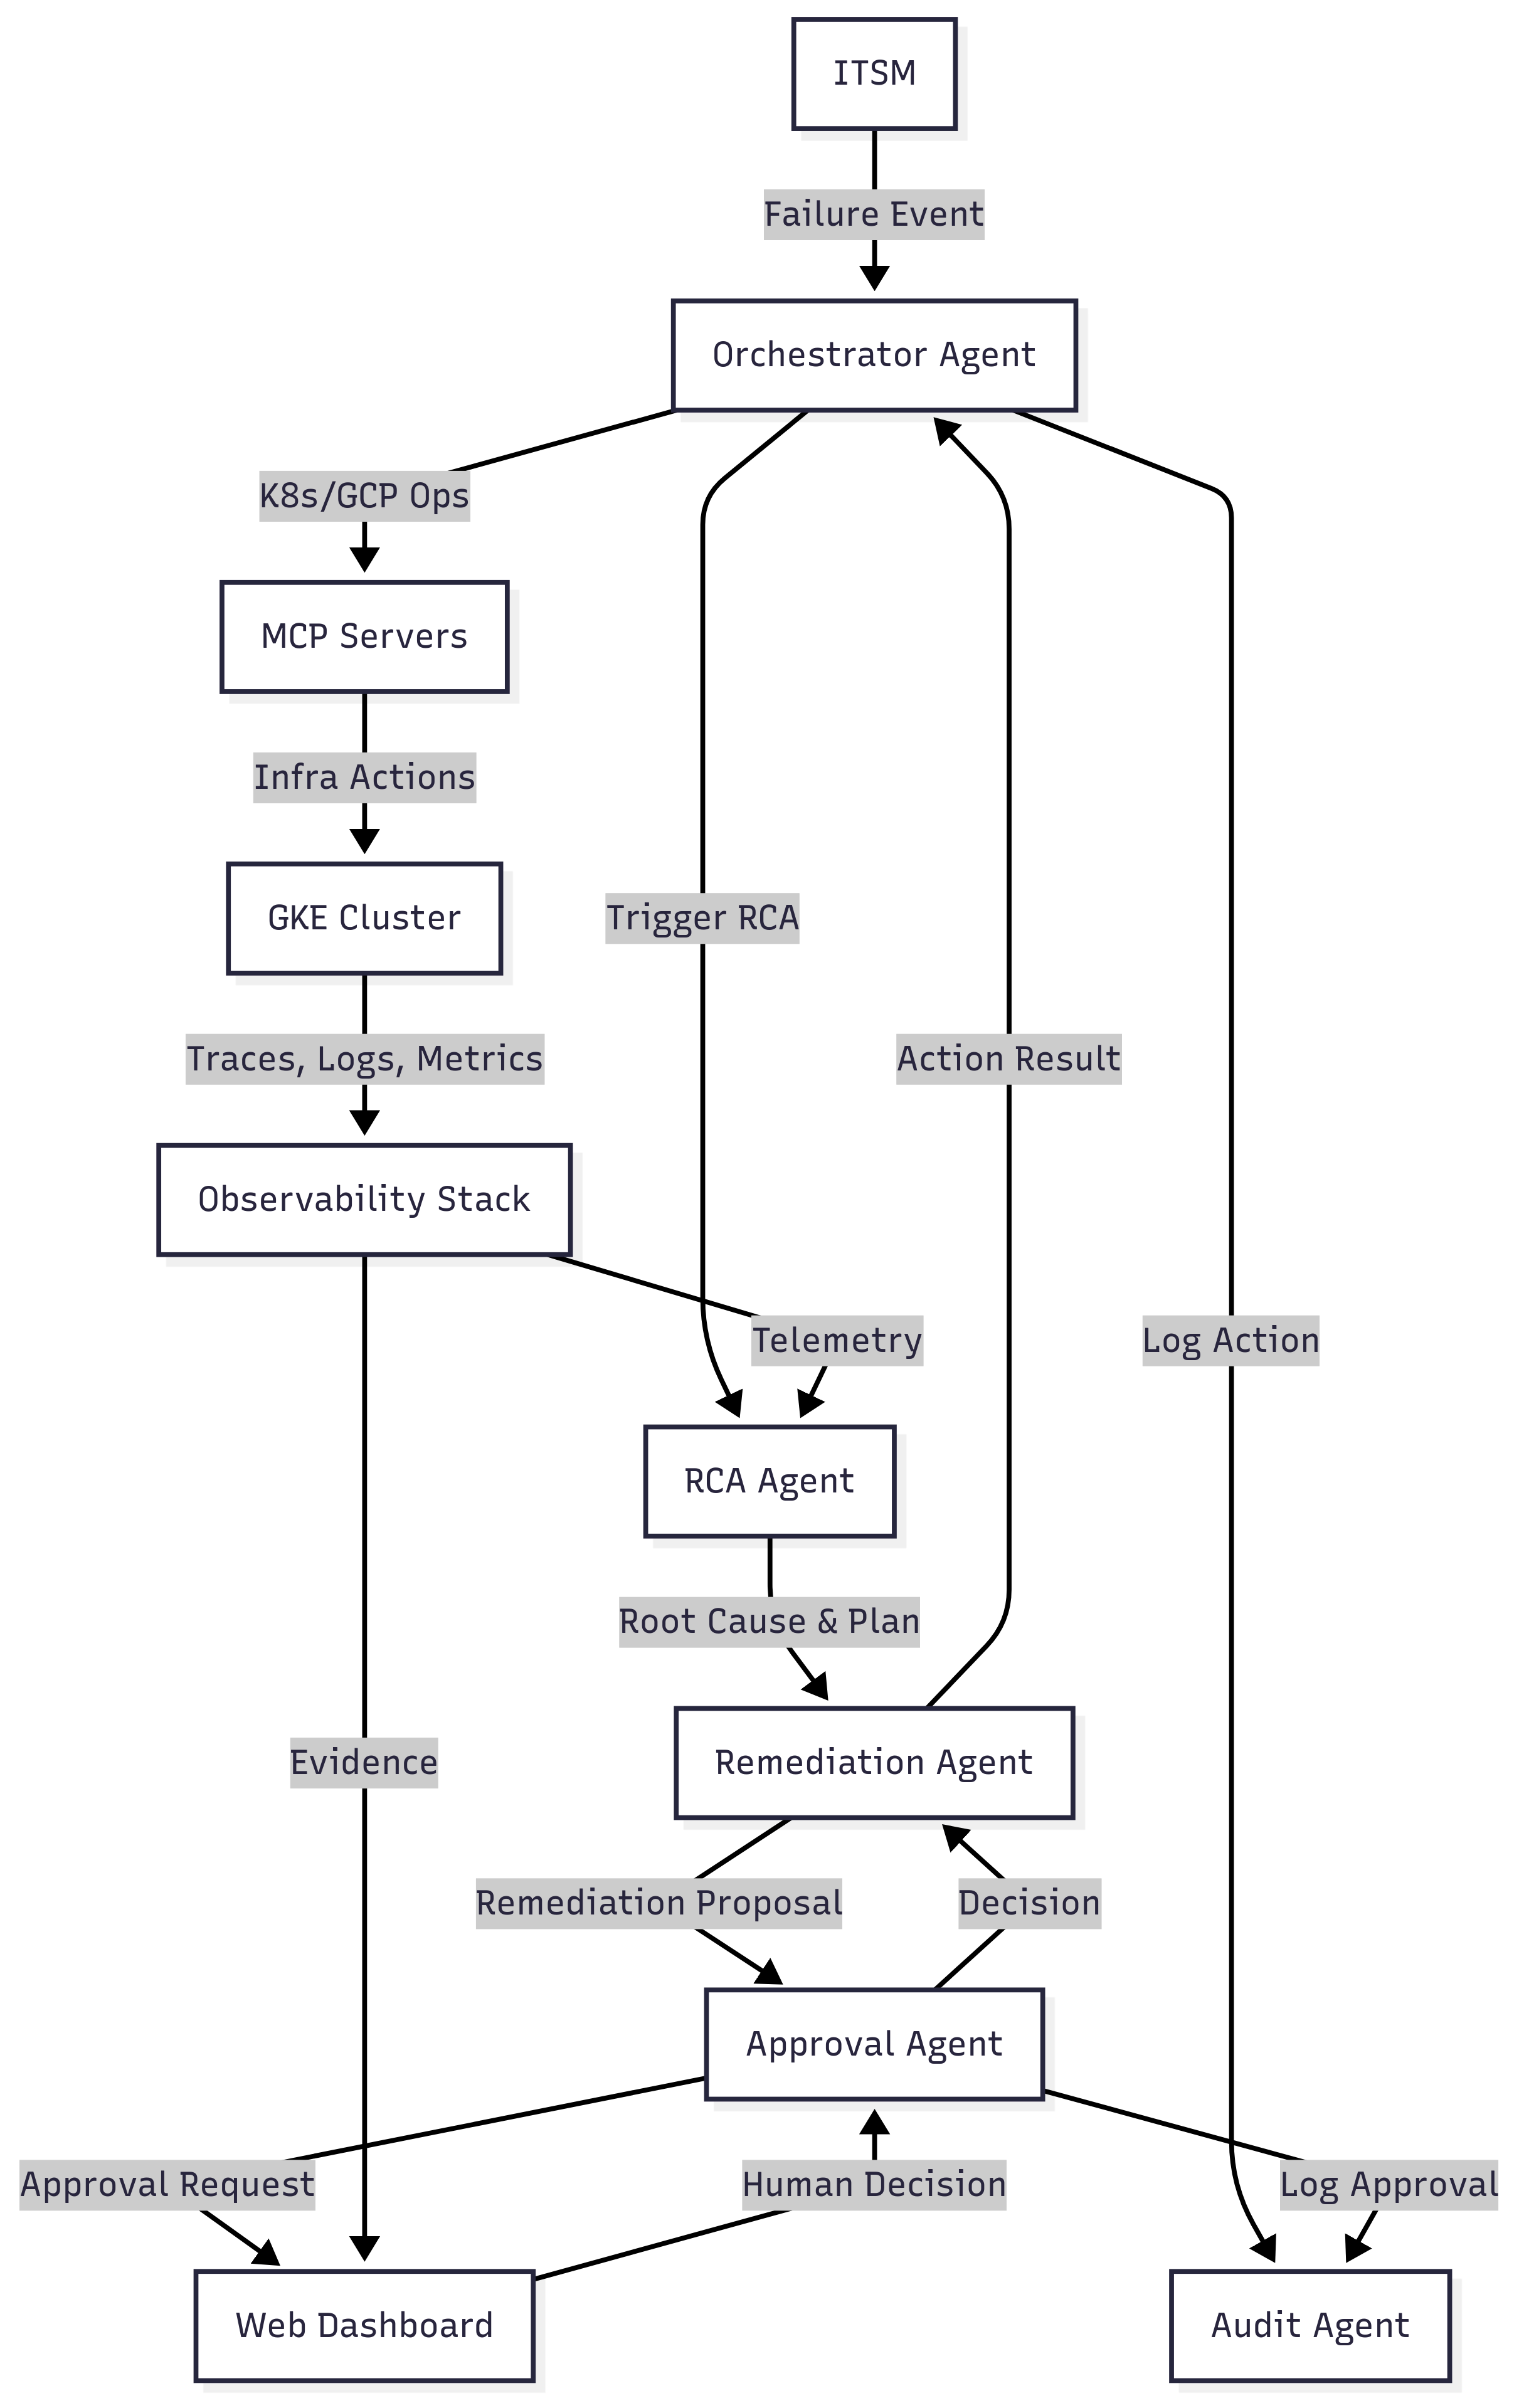 ITSM
Failure Event
Orchestrator Agent
K8s/GCP Ops
MCP Servers
Infra Actions
GKE Cluster
Trigger RCA
Traces, Logs, Metrics
Action Result
Observability Stack
Telemetry
Log Action
RCA Agent
Root Cause & Plan
Evidence
Remediation Agent
Remediation Proposal
Decision
Approval Agent
Approval Request
Human Decision
Log Approval
Web Dashboard
Audit Agent